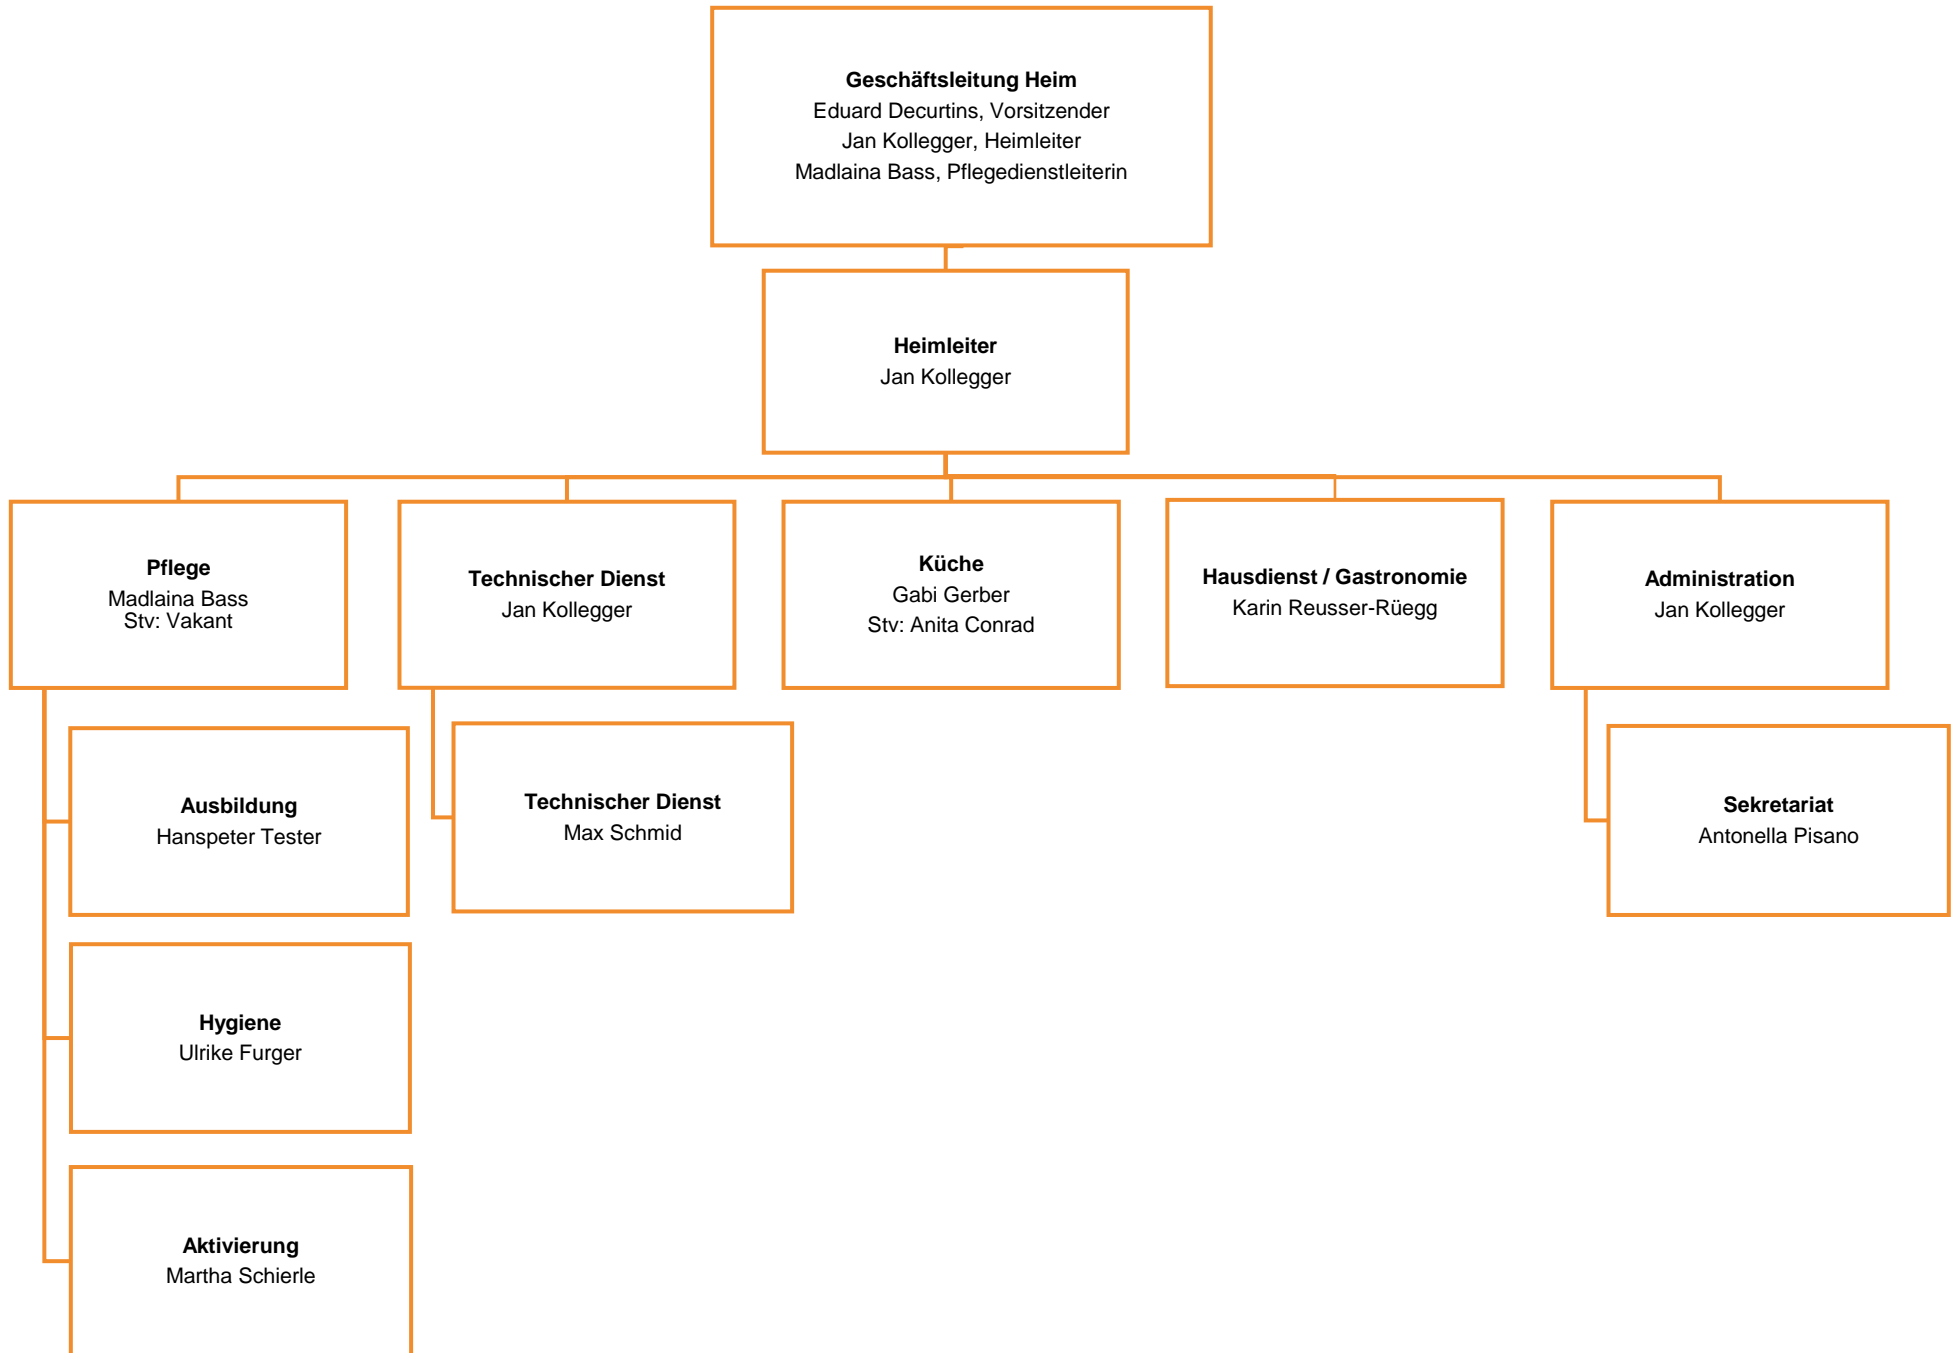 Geschäftsleitung Heim
Eduard Decurtins, Vorsitzender
Jan Kollegger, Heimleiter
Madlaina Bass, Pflegedienstleiterin
Heimleiter
Jan Kollegger
Pflege
Madlaina Bass
Stv: Vakant
Technischer Dienst
Jan Kollegger
Küche
Gabi Gerber
Stv: Anita Conrad
Hausdienst / Gastronomie
Karin Reusser-Rüegg
Administration
Jan Kollegger
Ausbildung
Hanspeter Tester
Technischer Dienst
Max Schmid
Sekretariat
Antonella Pisano
Hygiene
Ulrike Furger
Aktivierung
Martha Schierle